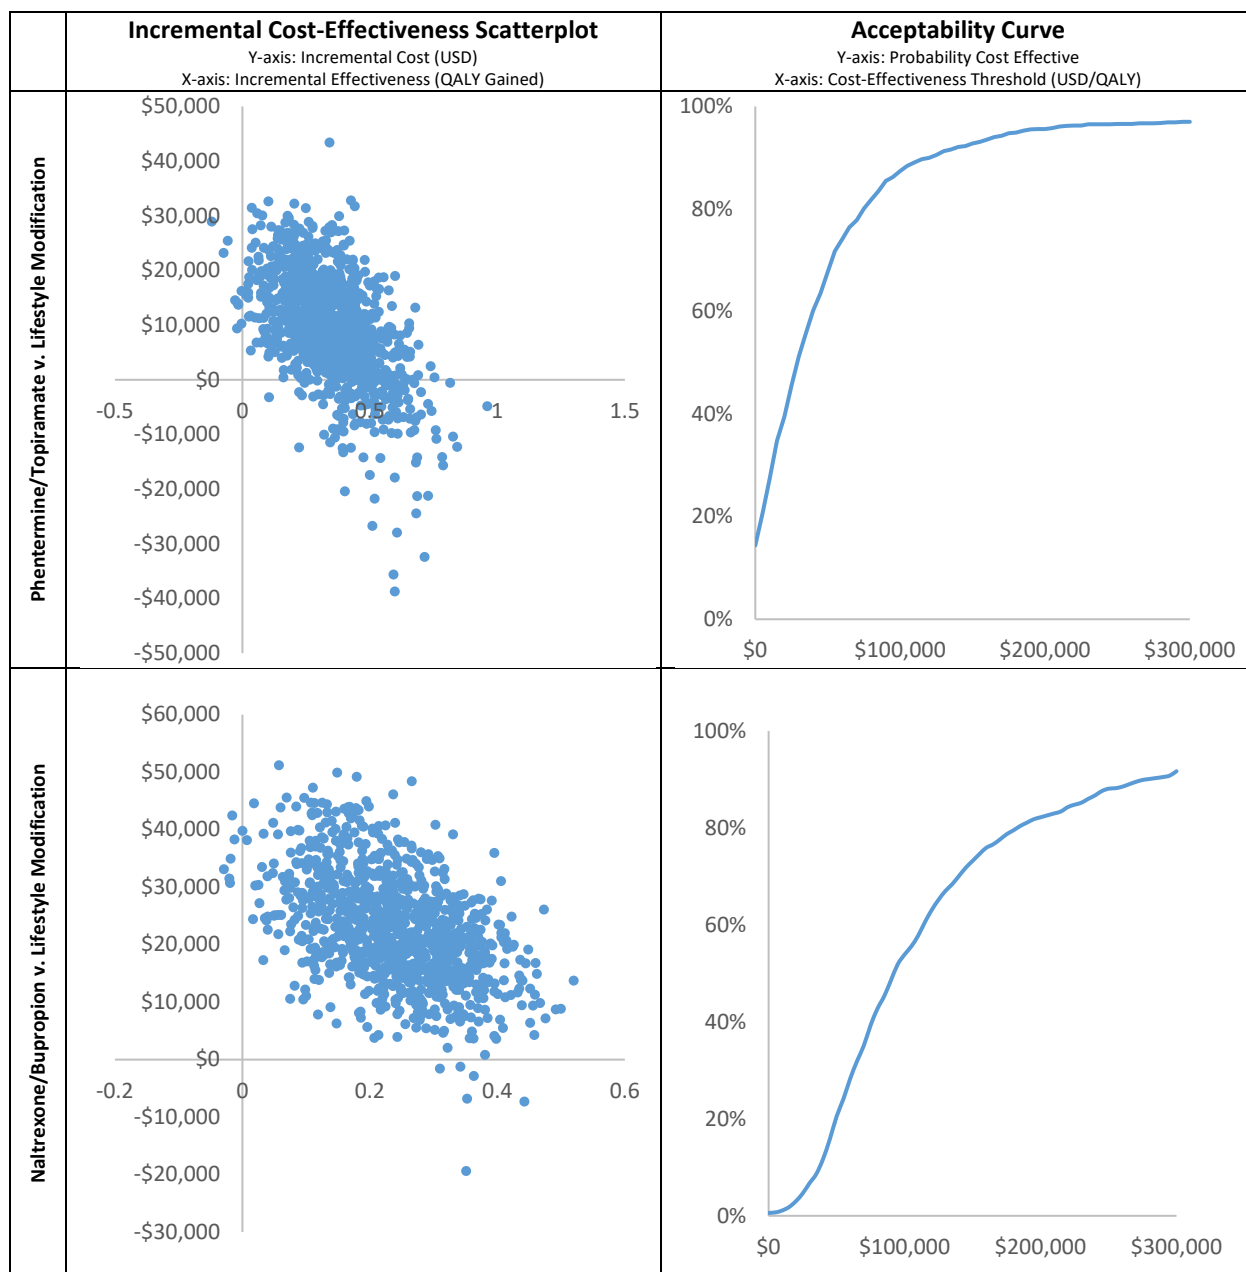 Incremental Cost-Effectiveness Scatterplot
Y-axis: Incremental Cost (USD)
X-axis: Incremental Effectiveness (QALY Gained)
Acceptability Curve
Y-axis: Probability Cost Effective
X-axis: Cost-Effectiveness Threshold (USD/QALY)
Phentermine/Topiramate v. Lifestyle Modification
$50,000
$40,000
$30,000
$20,000
$10,000
$0
-$10,000
-$20,000
-$30,000
-$40,000
-$50,000
-0.5 0 0.5 1 1.5
100%
80%
60%
40%
20%
0%
$0 $100,000 $200,000 $300,000
Naltrexone/Bupropion v. Lifestyle Modification
$60,000
$50,000
$40,000
$30,000
$20,000
$10,000
$0
-$10,000
-$20,000
-$30,000
-0.2 0 0.2 0.4 0.6
100%
80%
60%
40%
20%
0%
$0 $100,000 $200,000 $300,000